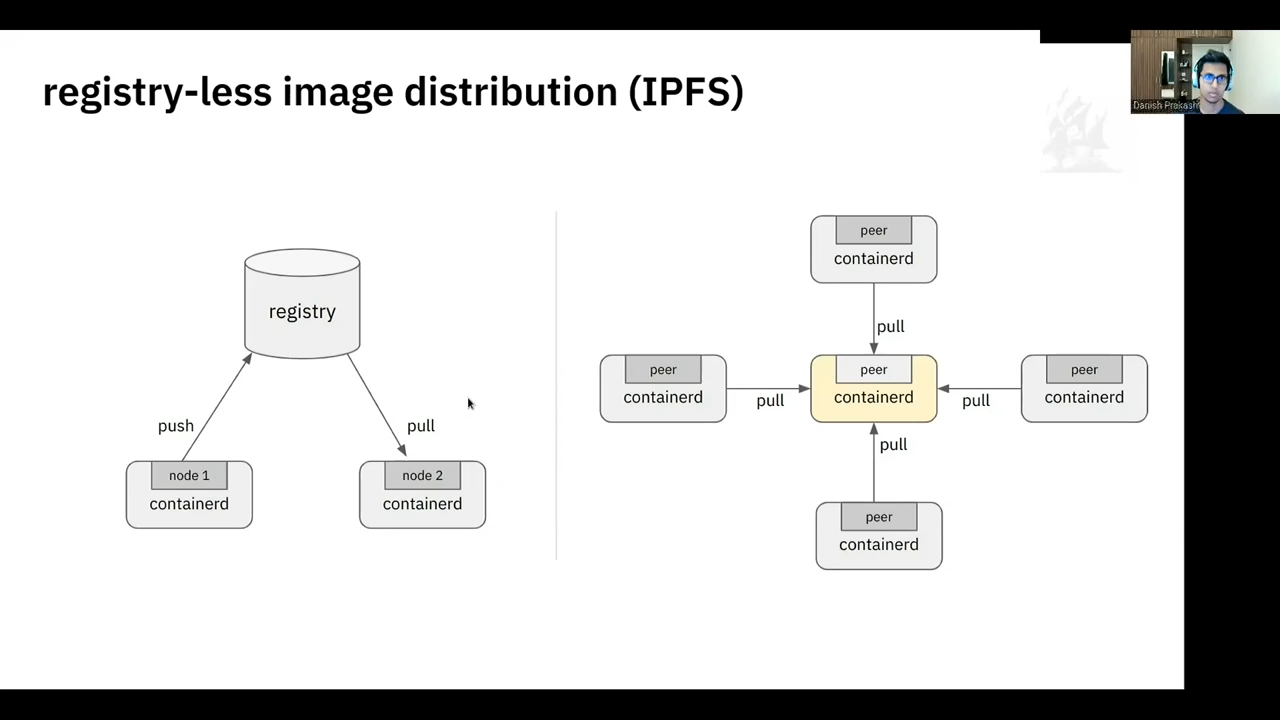 registry-less image distribution (IPFS)
Danish Prakash
registry
push
pull
node 1
containerd
node 2
containerd
peer
containerd
pull
peer
containerd
pull
peer
containerd
pull
peer
containerd
pull
peer
containerd